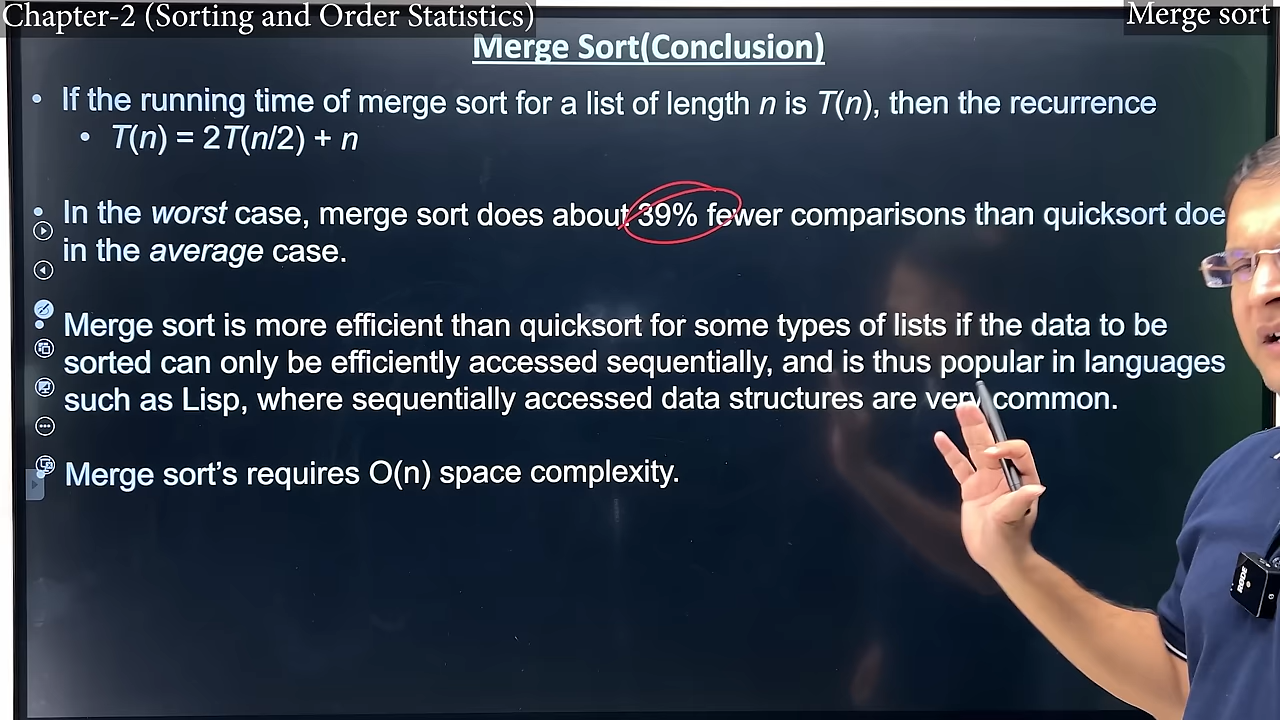 Chapter-2 (Sorting and Order Statistics)
Merge sort
Merge Sort(Conclusion)
• If the running time of merge sort for a list of length n is T(n), then the recurrence
• T(n) = 2T(n/2) + n
• In the worst case, merge sort does about 39% fewer comparisons than quicksort doe
in the average case.
• Merge sort is more efficient than quicksort for some types of lists if the data to be
sorted can only be efficiently accessed sequentially, and is thus popular in languages
such as Lisp, where sequentially accessed data structures are very common.
• Merge sort’s requires O(n) space complexity.
RODE